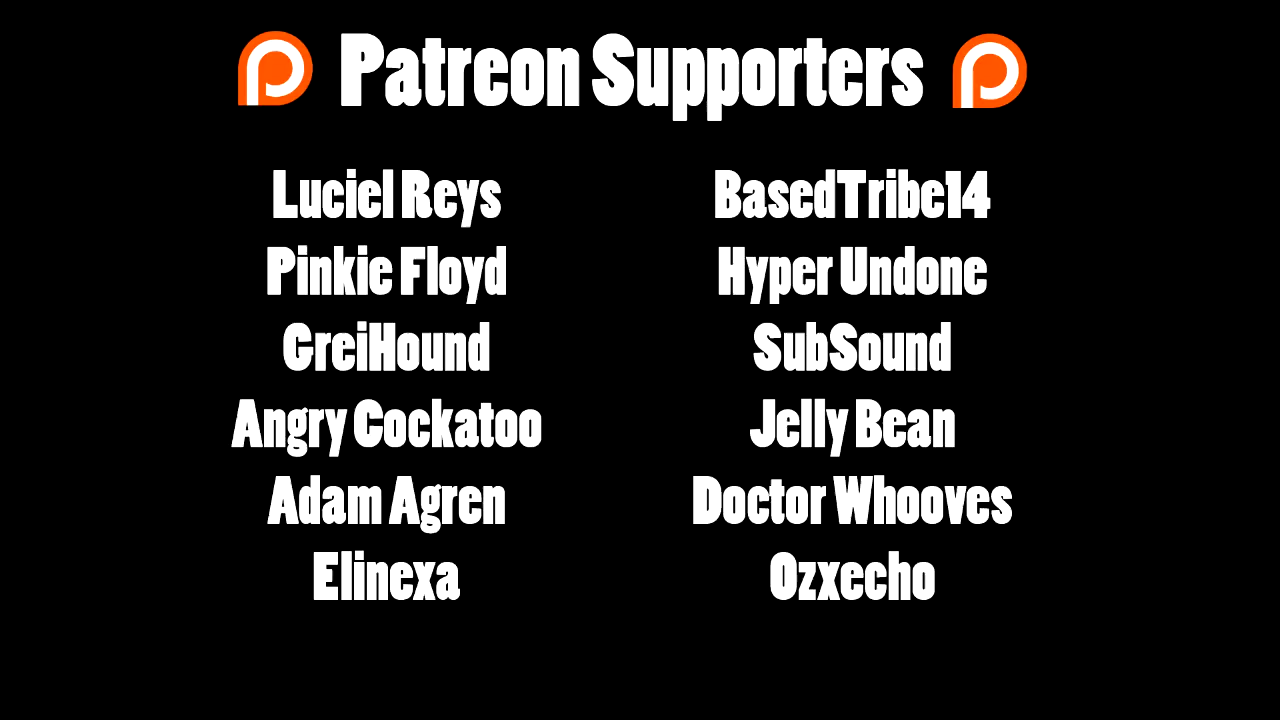 Patreon Supporters
Luciel Reys
Pinkie Floyd
GreiHound
Angry Cockatoo
Adam Agren
Elinexa
BasedTribe14
Hyper Undone
SubSound
Jelly Bean
Doctor Whooves
Ozxecho